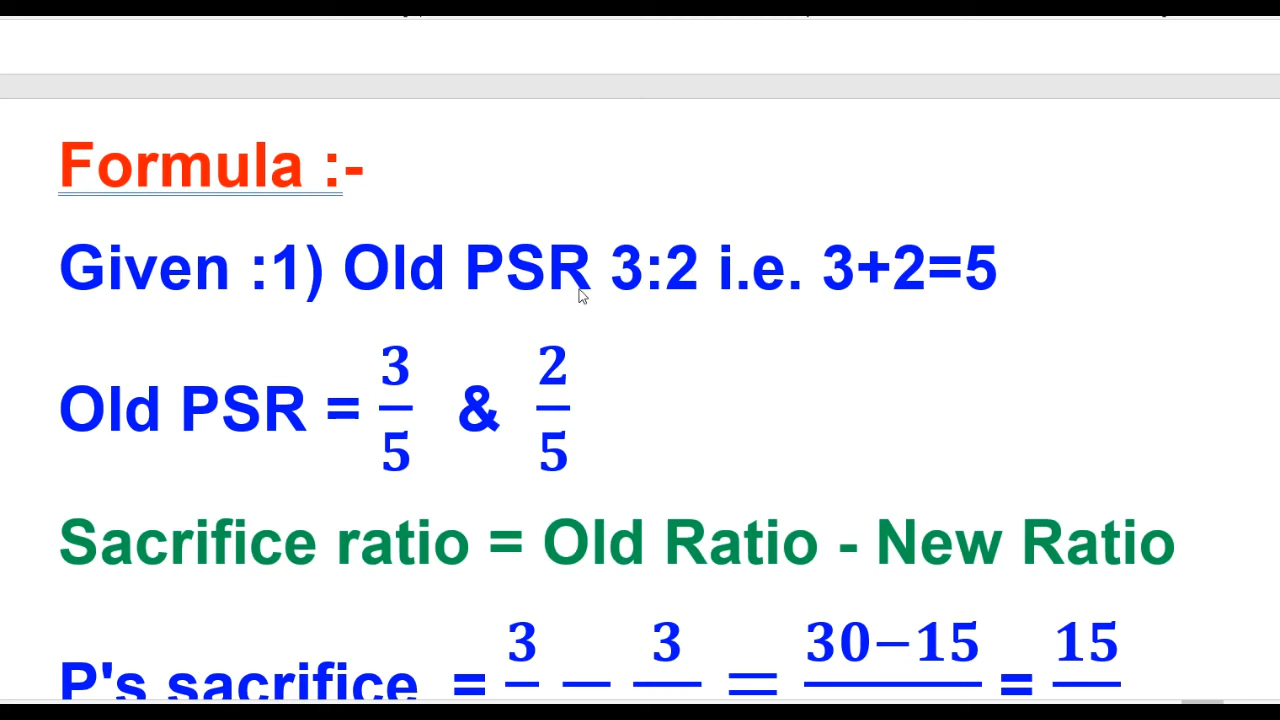 Formula :-
Given :1) Old PSR 3:2 i.e. 3+2=5
Old PSR = 3/5 & 2/5
Sacrifice ratio = Old Ratio - New Ratio
P's sacrifice = 3 − 3 = 30−15 = 15